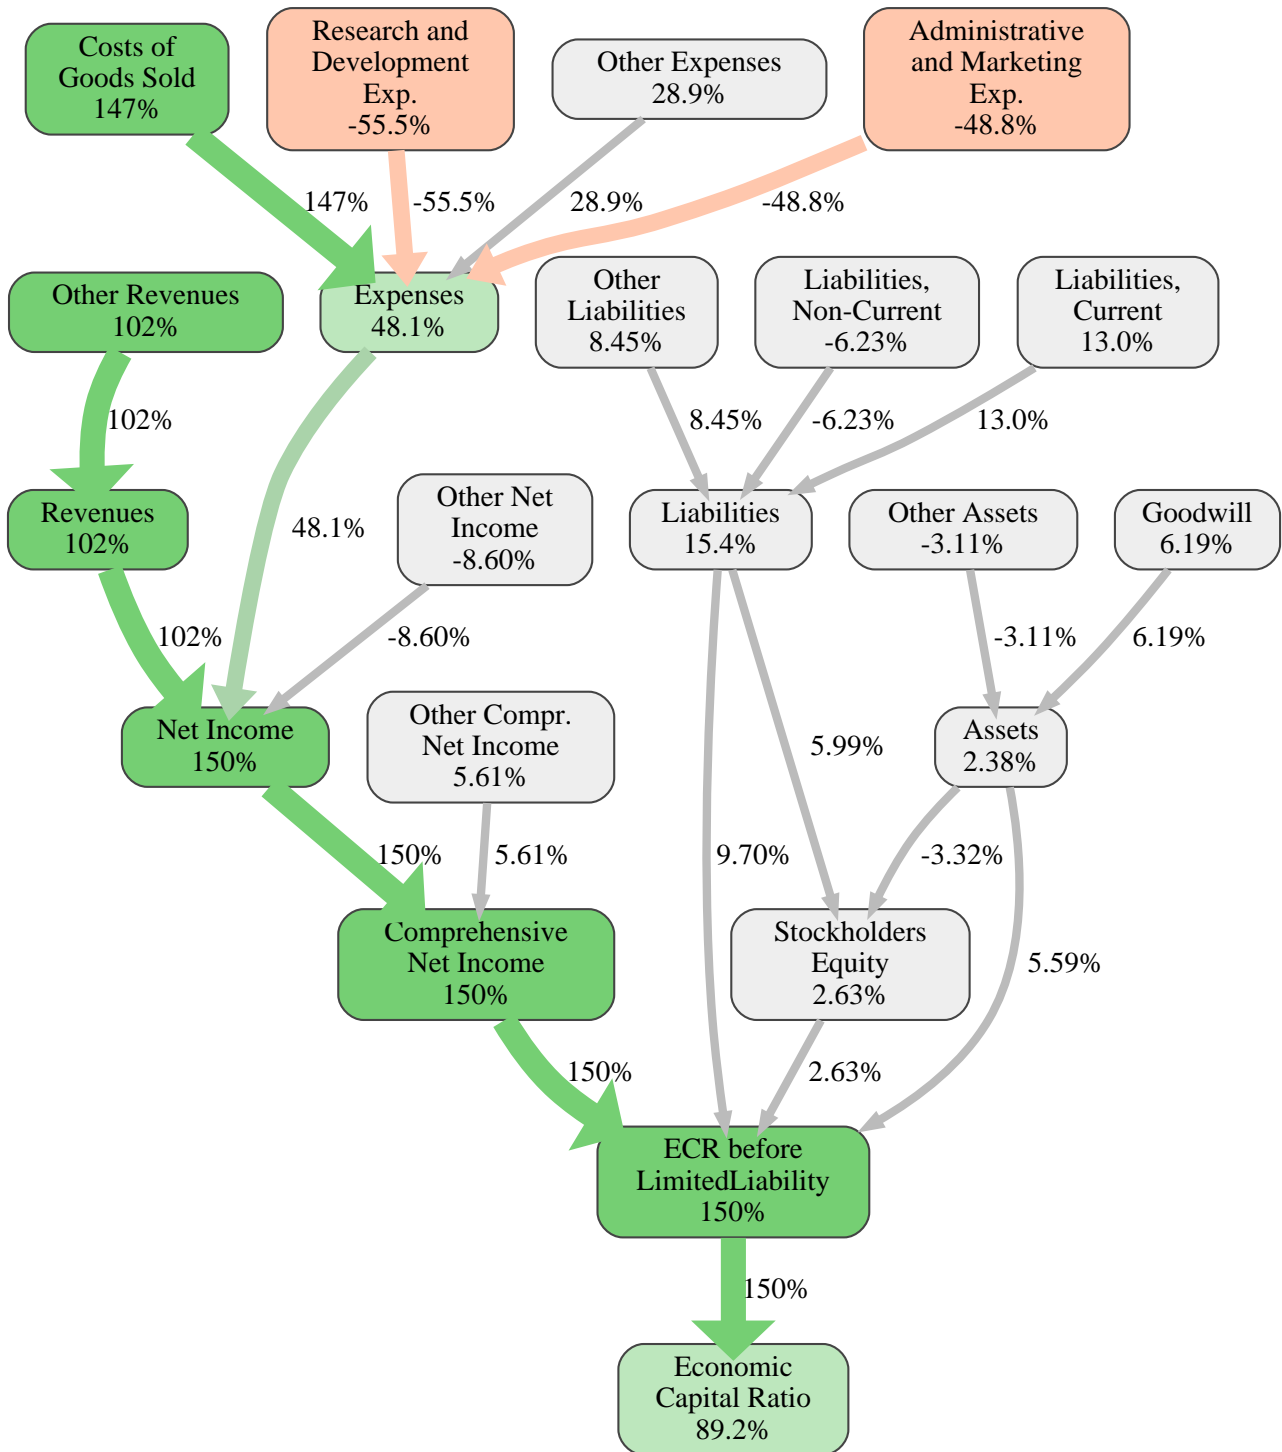 Costs of
Goods Sold
147%
Research and
Development
Exp.
-55.5%
Other Expenses
28.9%
Administrative
and Marketing
Exp.
-48.8%
147%
-55.5%
28.9%
-48.8%
Other Revenues
102%
Expenses
48.1%
Other
Liabilities
8.45%
Liabilities,
Non-Current
-6.23%
Liabilities,
Current
13.0%
102%
8.45%
-6.23%
13.0%
Revenues
102%
48.1%
Other Net
Income
-8.60%
Liabilities
15.4%
Other Assets
-3.11%
Goodwill
6.19%
102%
-8.60%
-3.11%
6.19%
Net Income
150%
Other Compr.
Net Income
5.61%
5.99%
Assets
2.38%
150%
5.61%
9.70%
-3.32%
Comprehensive
Net Income
150%
Stockholders
Equity
2.63%
5.59%
150%
2.63%
ECR before
LimitedLiability
150%
150%
Economic
Capital Ratio
89.2%